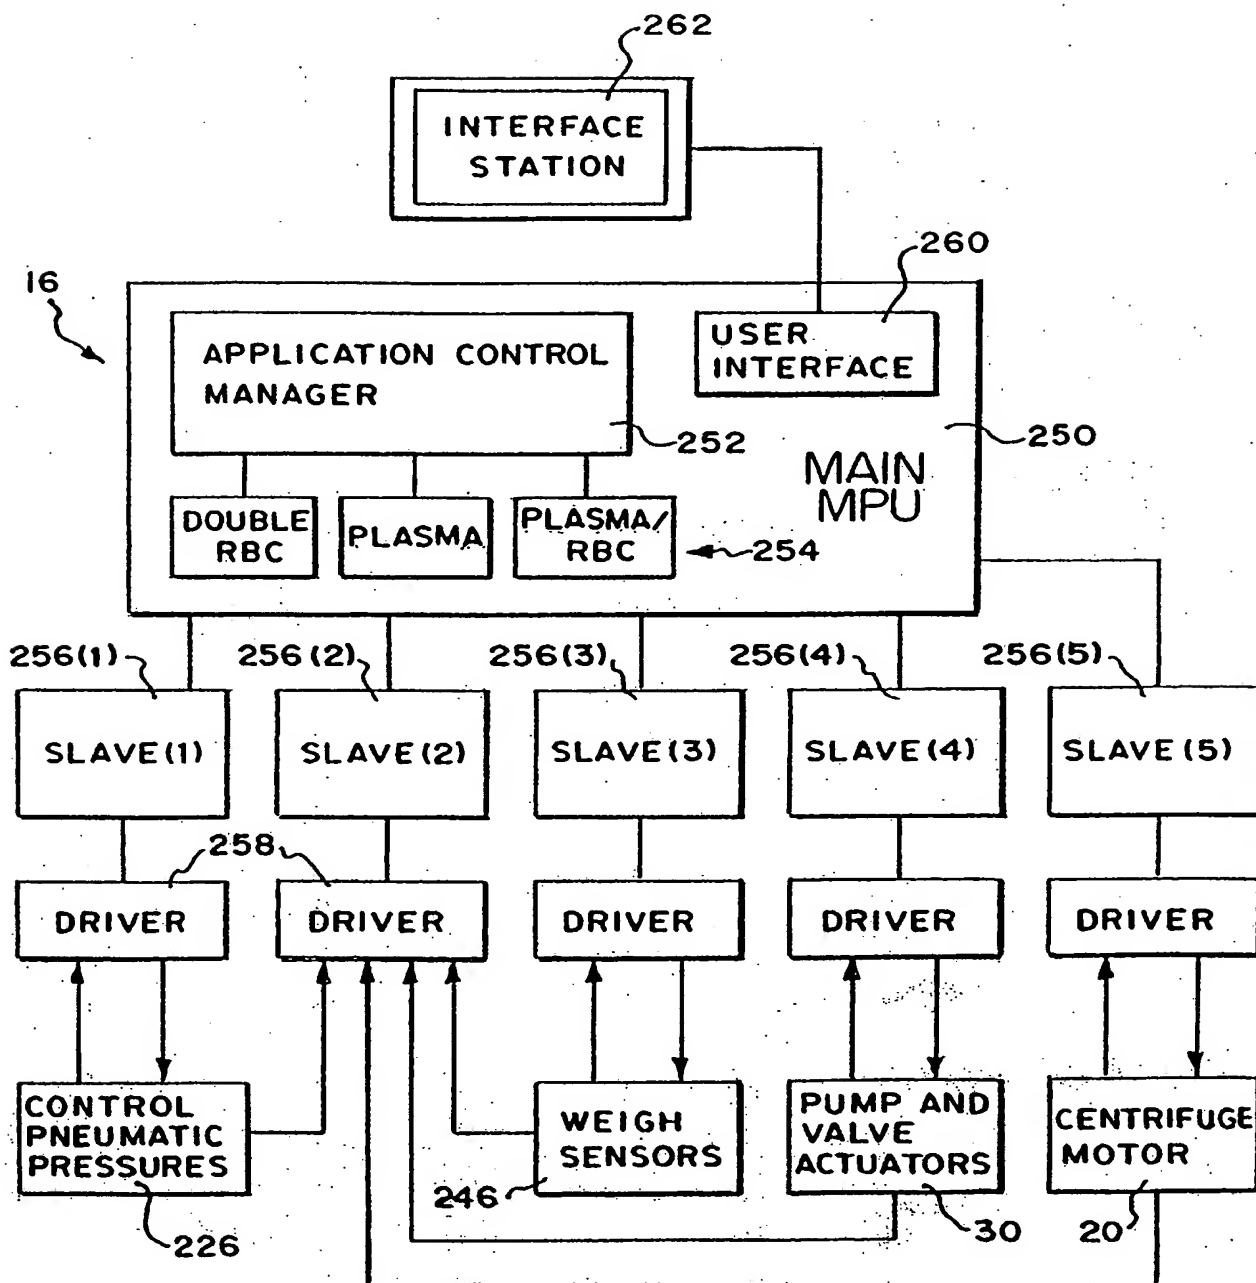 262
INTERFACE
STATION
260
16
APPLICATION CONTROL
MANAGER
USER
INTERFACE
252
250
MAIN
MPU
DOUBLE
RBC
PLASMA
PLASMA/
RBC
254
256(1)
256(2)
256(3)
256(4)
256(5)
SLAVE(1)
SLAVE(2)
SLAVE(3)
SLAVE(4)
SLAVE(5)
258
DRIVER
DRIVER
DRIVER
DRIVER
DRIVER
CONTROL
PNEUMATIC
PRESSURES
WEIGH
SENSORS
PUMP AND
VALVE
ACTUATORS
CENTRIFUGE
MOTOR
226
246
30
20